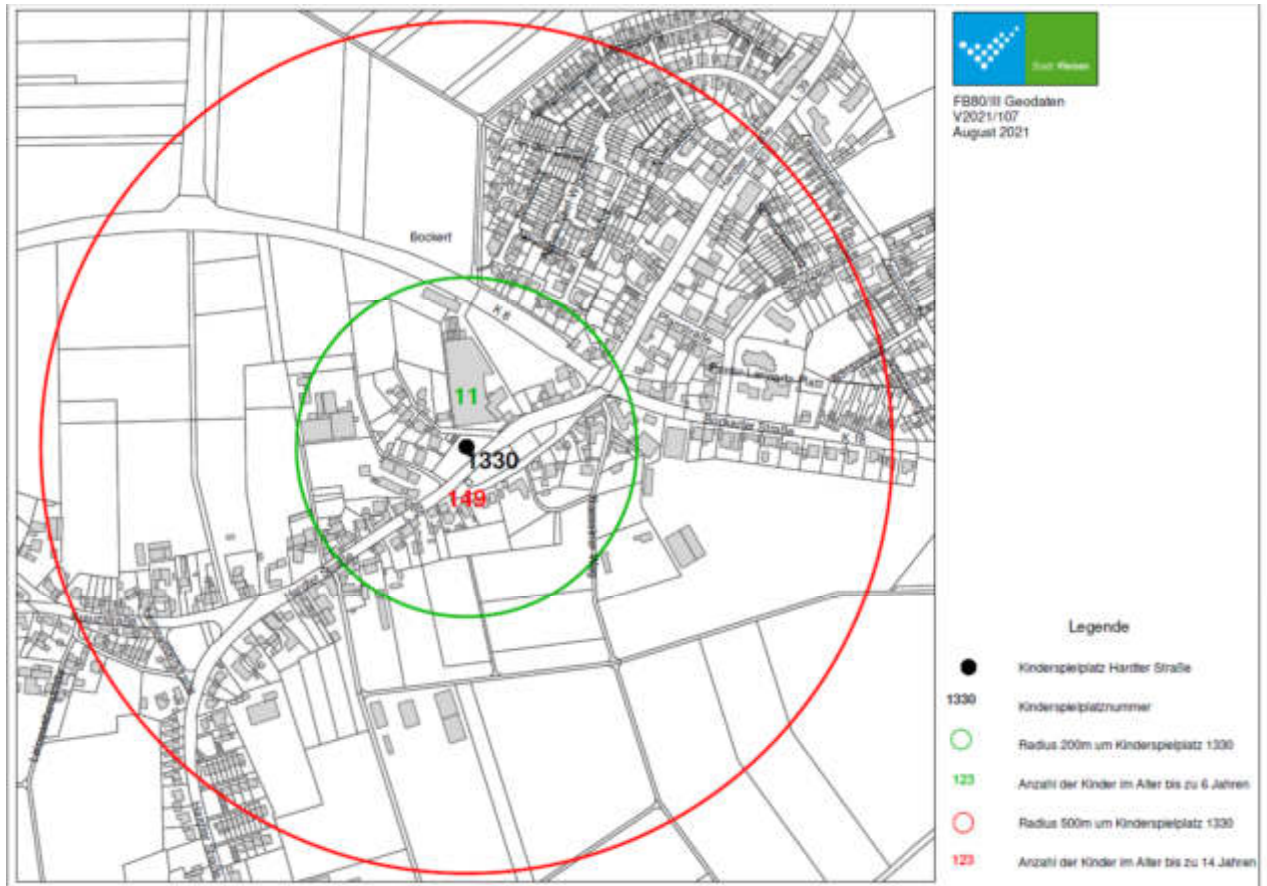 Stadt Viersen
FB80/III Geodaten
V2021/107
August 2021
Bockert
K 8
11
1330
149
Legende
Kinderspielplatz Hardter Straße
1330 Kinderspielplatznummer
Radius 200m um Kinderspielplatz 1330
123 Anzahl der Kinder im Alter bis zu 6 Jahren
Radius 500m um Kinderspielplatz 1330
123 Anzahl der Kinder im Alter bis zu 14 Jahren